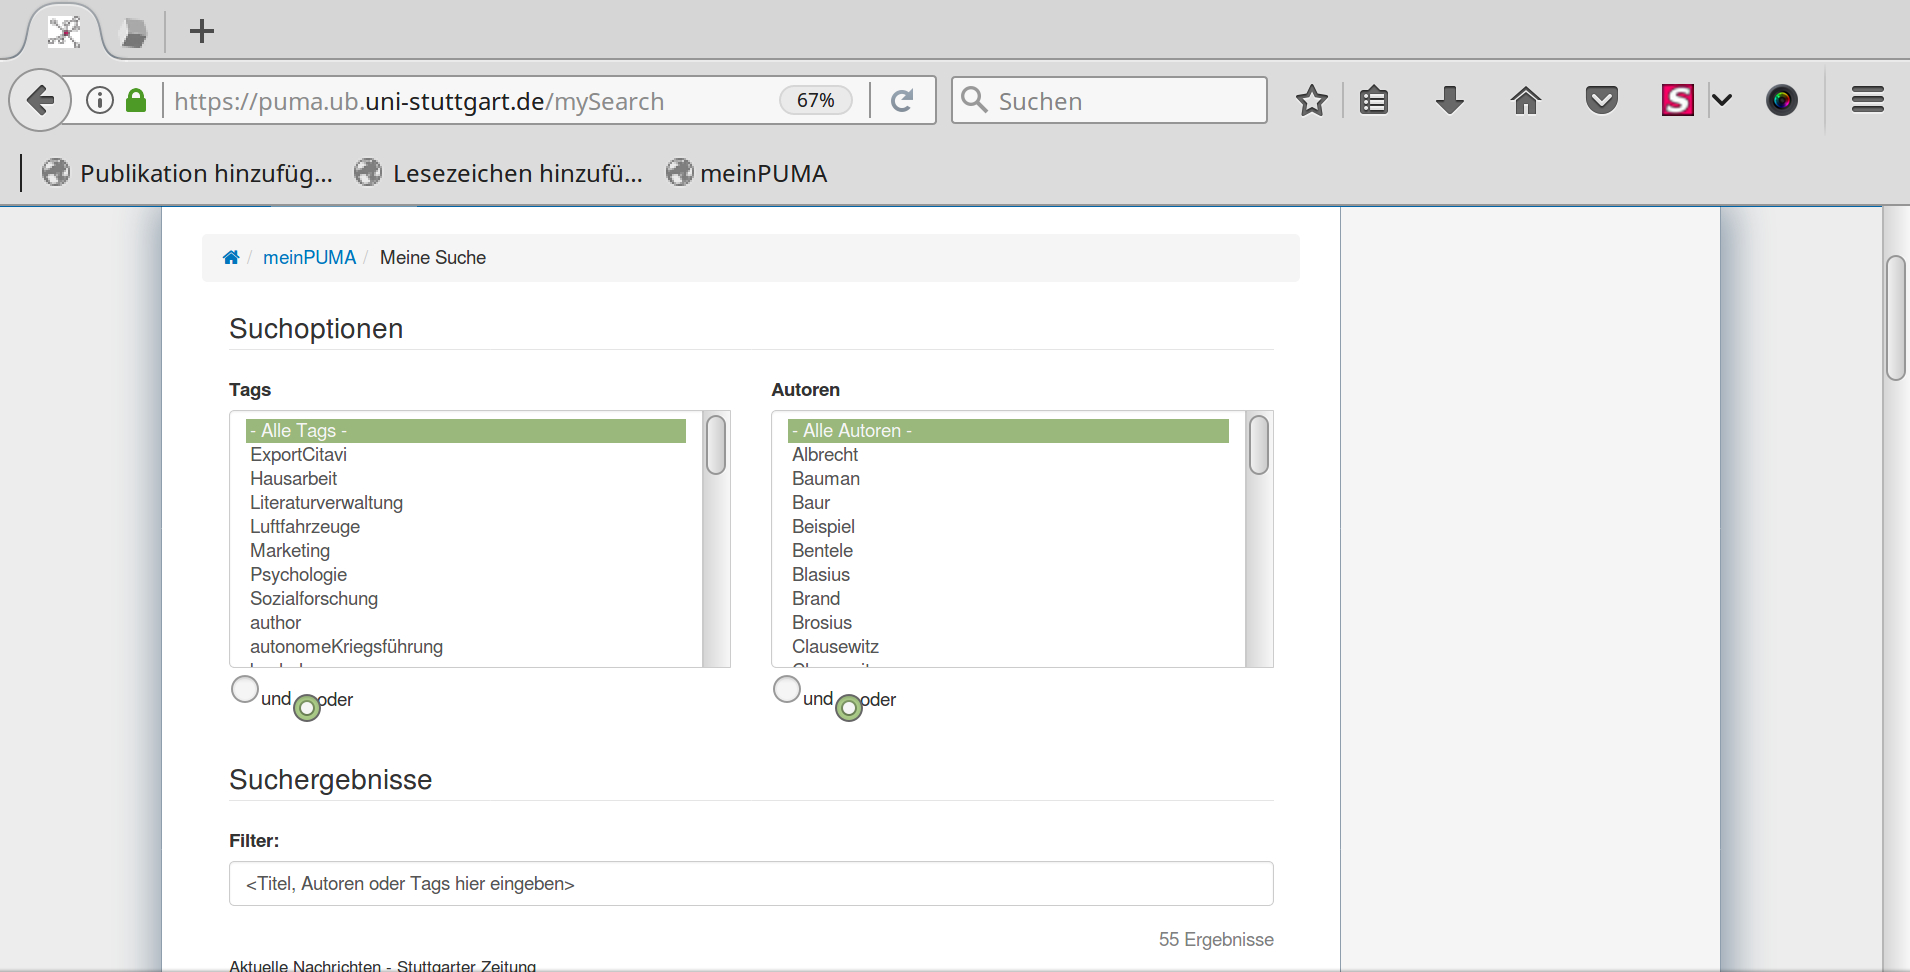 https://puma.ub.uni-stuttgart.de/mySearch 67% Suchen
Publikation hinzufüg... Lesezeichen hinzufü... meinPUMA
/ meinPUMA / Meine Suche
Suchoptionen
Tags
- Alle Tags -
ExportCitavi
Hausarbeit
Literaturverwaltung
Luftfahrzeuge
Marketing
Psychologie
Sozialforschung
author
autonomeKriegsführung
und oder
Autoren
- Alle Autoren -
Albrecht
Bauman
Baur
Beispiel
Bentele
Blasius
Brand
Brosius
Clausewitz
und oder
Suchergebnisse
Filter:
<Titel, Autoren oder Tags hier eingeben>
55 Ergebnisse
Aktuelle Nachrichten - Stuttgarter Zeitung